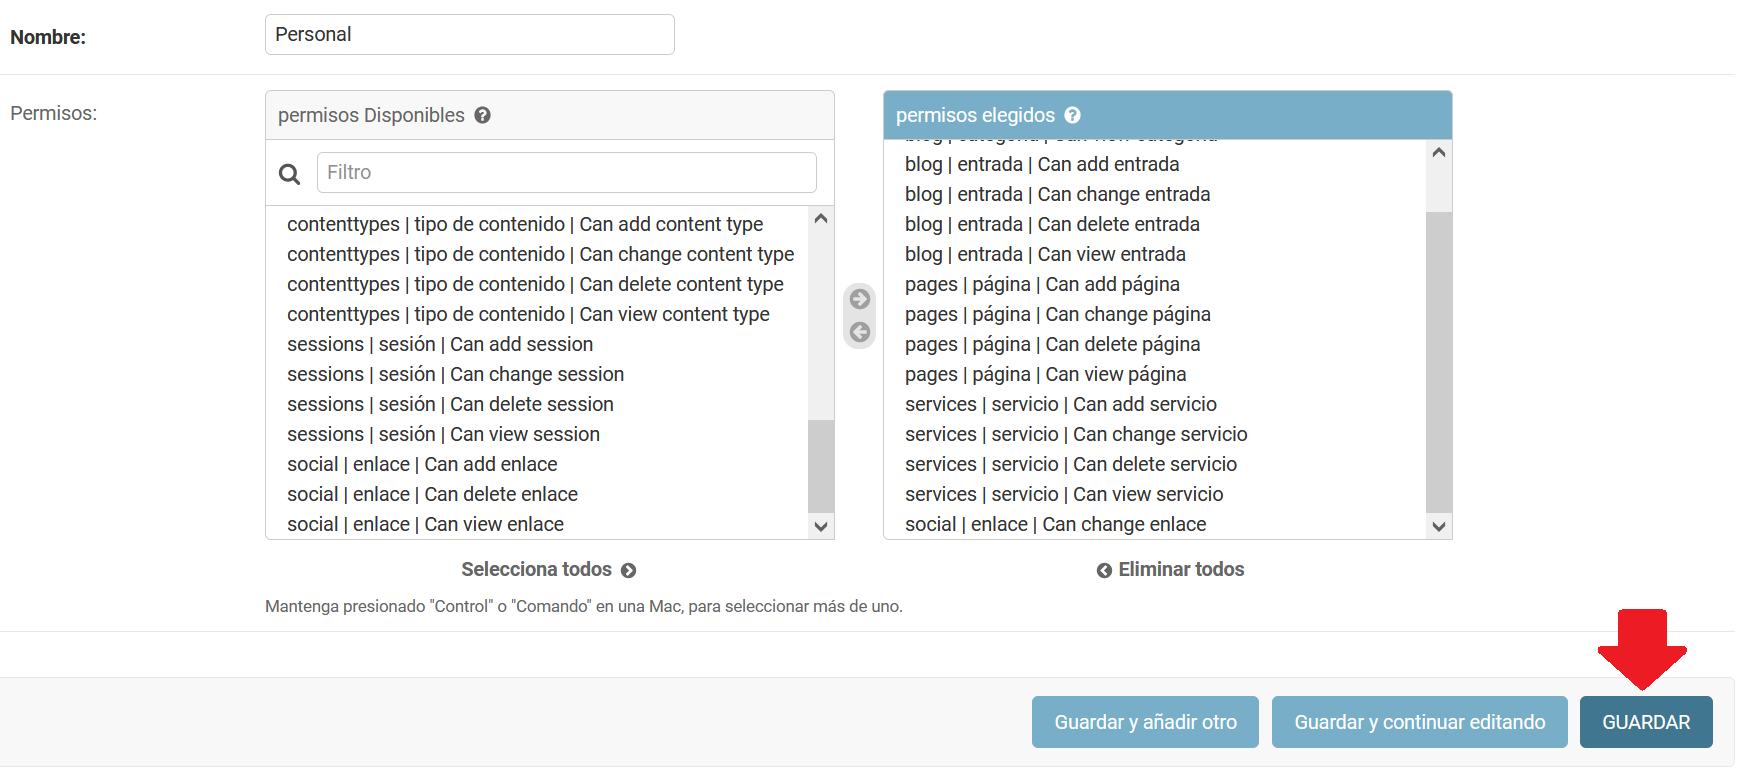 Nombre:
Personal
Permisos:
permisos Disponibles
Filtro
contenttypes | tipo de contenido | Can add content type
contenttypes | tipo de contenido | Can change content type
contenttypes | tipo de contenido | Can delete content type
contenttypes | tipo de contenido | Can view content type
sessions | sesión | Can add session
sessions | sesión | Can change session
sessions | sesión | Can delete session
sessions | sesión | Can view session
social | enlace | Can add enlace
social | enlace | Can delete enlace
social | enlace | Can view enlace
Selecciona todos
permisos elegidos
blog | categoría | Can view categoría
blog | entrada | Can add entrada
blog | entrada | Can change entrada
blog | entrada | Can delete entrada
blog | entrada | Can view entrada
pages | página | Can add página
pages | página | Can change página
pages | página | Can delete página
pages | página | Can view página
services | servicio | Can add servicio
services | servicio | Can change servicio
services | servicio | Can delete servicio
services | servicio | Can view servicio
social | enlace | Can change enlace
Eliminar todos
Mantenga presionado "Control" o "Comando" en una Mac, para seleccionar más de uno.
Guardar y añadir otro
Guardar y continuar editando
GUARDAR